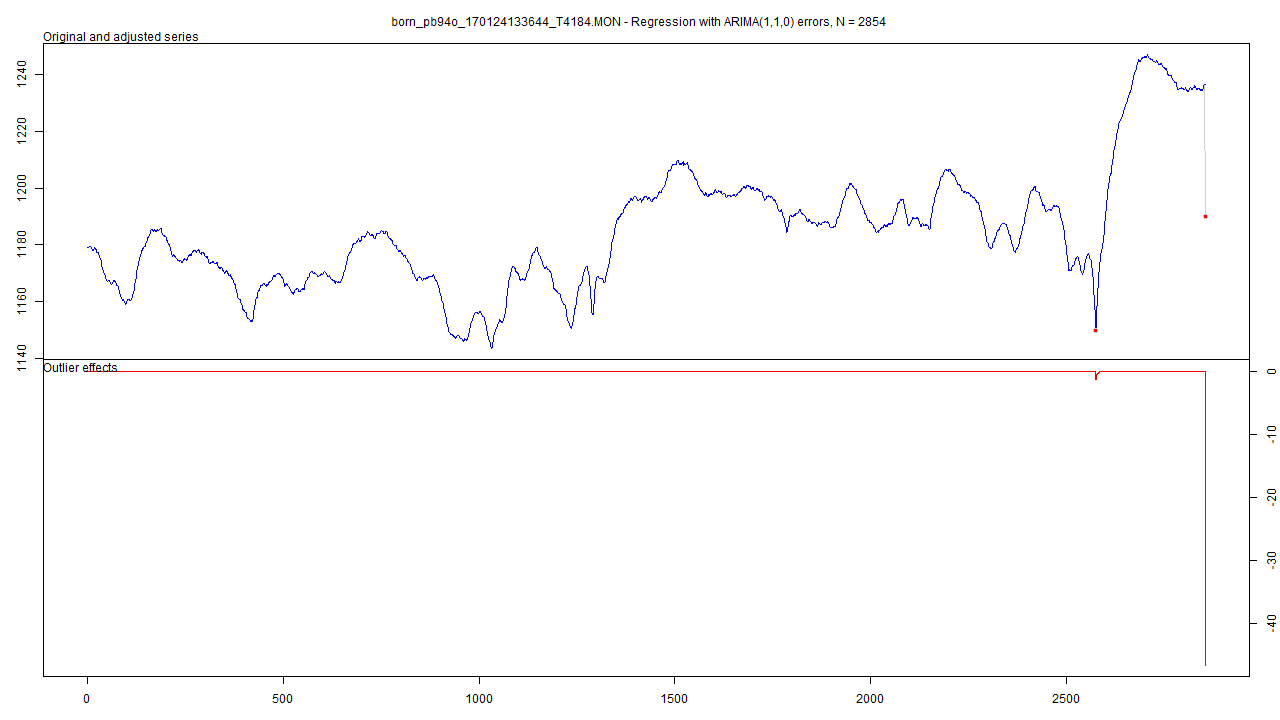 born_pb94o_170124133644_T4184.MON - Regression with ARIMA(1,1,0) errors, N = 2854
Original and adjusted series
1240
1220
1200
1180
1160
1140
Outlier effects
0
-10
-20
-30
-40
0 500 1000 1500 2000 2500